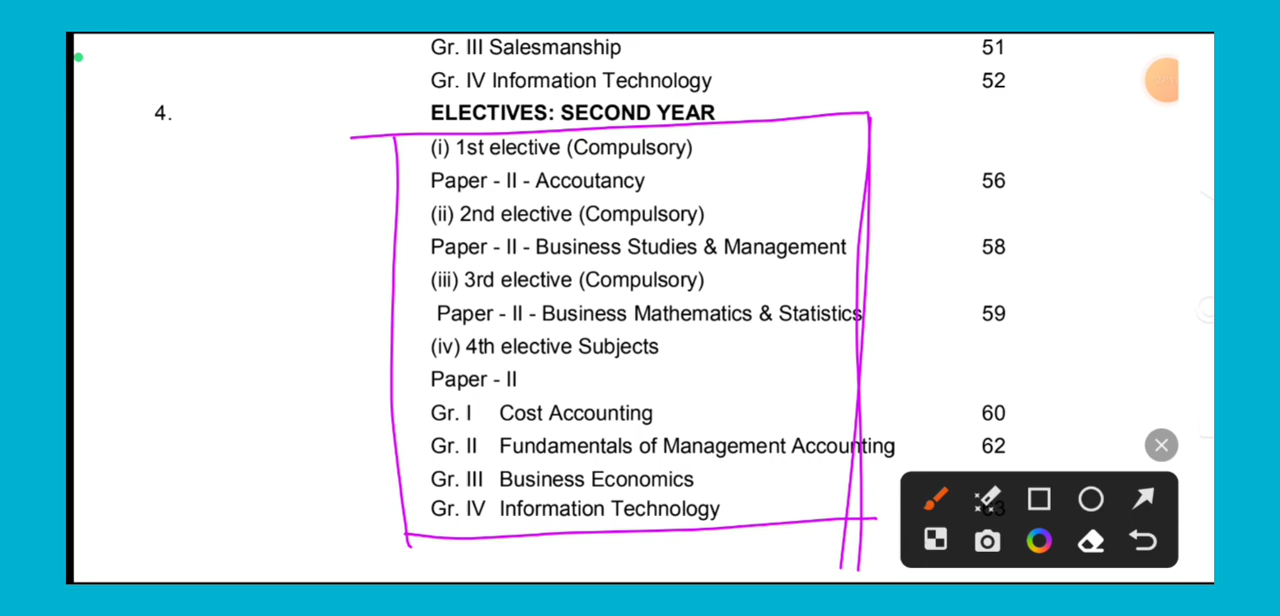 Gr. III Salesmanship 51
Gr. IV Information Technology 52
4. ELECTIVES: SECOND YEAR
(i) 1st elective (Compulsory)
Paper - II - Accoutancy 56
(ii) 2nd elective (Compulsory)
Paper - II - Business Studies & Management 58
(iii) 3rd elective (Compulsory)
Paper - II - Business Mathematics & Statistics 59
(iv) 4th elective Subjects
Paper - II
Gr. I Cost Accounting 60
Gr. II Fundamentals of Management Accounting 62
Gr. III Business Economics
Gr. IV Information Technology